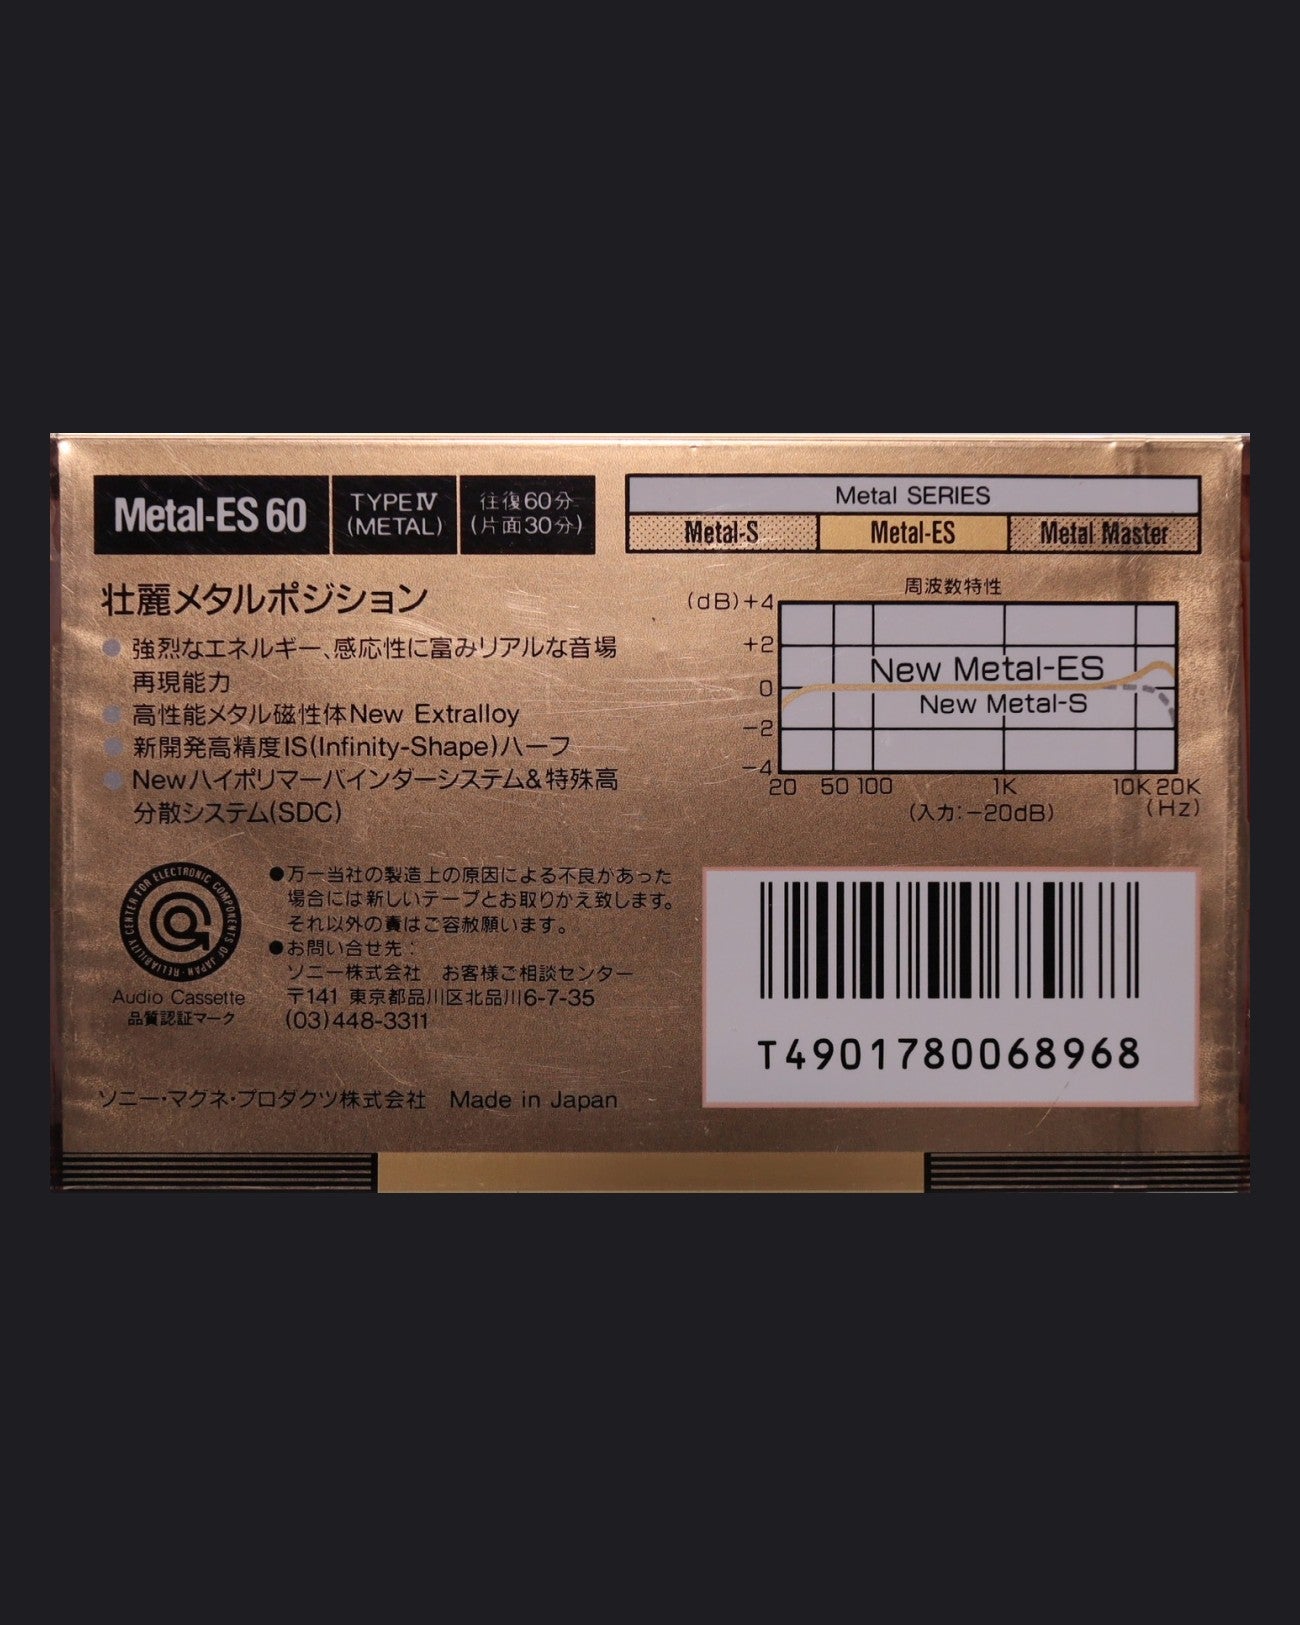 Metal-ES 60
TYPE Ⅳ
(METAL)
往復60分
(片面30分)
Metal SERIES
Metal-S
Metal-ES
Metal Master
壮麗メタルポジション
強烈なエネルギー、感応性に富みリアルな音場
再現能力
高性能メタル磁性体New Extralloy
新開発高精度IS(Infinity-Shape)ハーフ
Newハイポリマーバインダーシステム&特殊高
分散システム(SDC)
周波数特性
(dB)+4
+2
0
−2
−4
New Metal-ES
New Metal-S
20 50 100 1K 10K 20K
(入力:−20dB) (Hz)
RELIABILITY CENTER FOR ELECTRONIC COMPONENTS OF JAPAN
Audio Cassette
品質認証マーク
●万一当社の製造上の原因による不良があった
場合には新しいテープとお取りかえ致します。
それ以外の責はご容赦願います。
●お問い合せ先：
ソニー株式会社 お客様ご相談センター
〒141 東京都品川区北品川6-7-35
(03)448-3311
T4901780068968
ソニー・マグネ・プロダクツ株式会社 Made in Japan